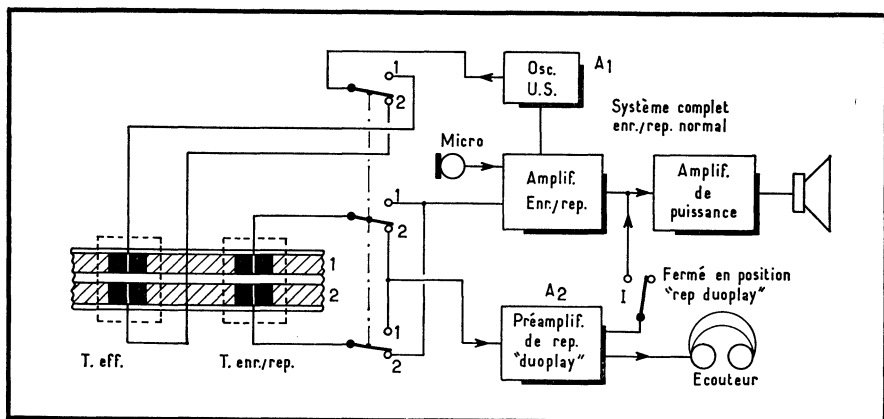 1
2
Osc.
U.S.
A1
Système complet
enr./rep. normal
Micro
Amplif.
Enr./rep.
Amplif.
de
puissance
1
2
1
2
T. eff.
T. enr./rep.
1
2
A2
Préamplif.
de rep.
"duoplay"
I
Fermé en position
"rep duoplay"
Ecouteur